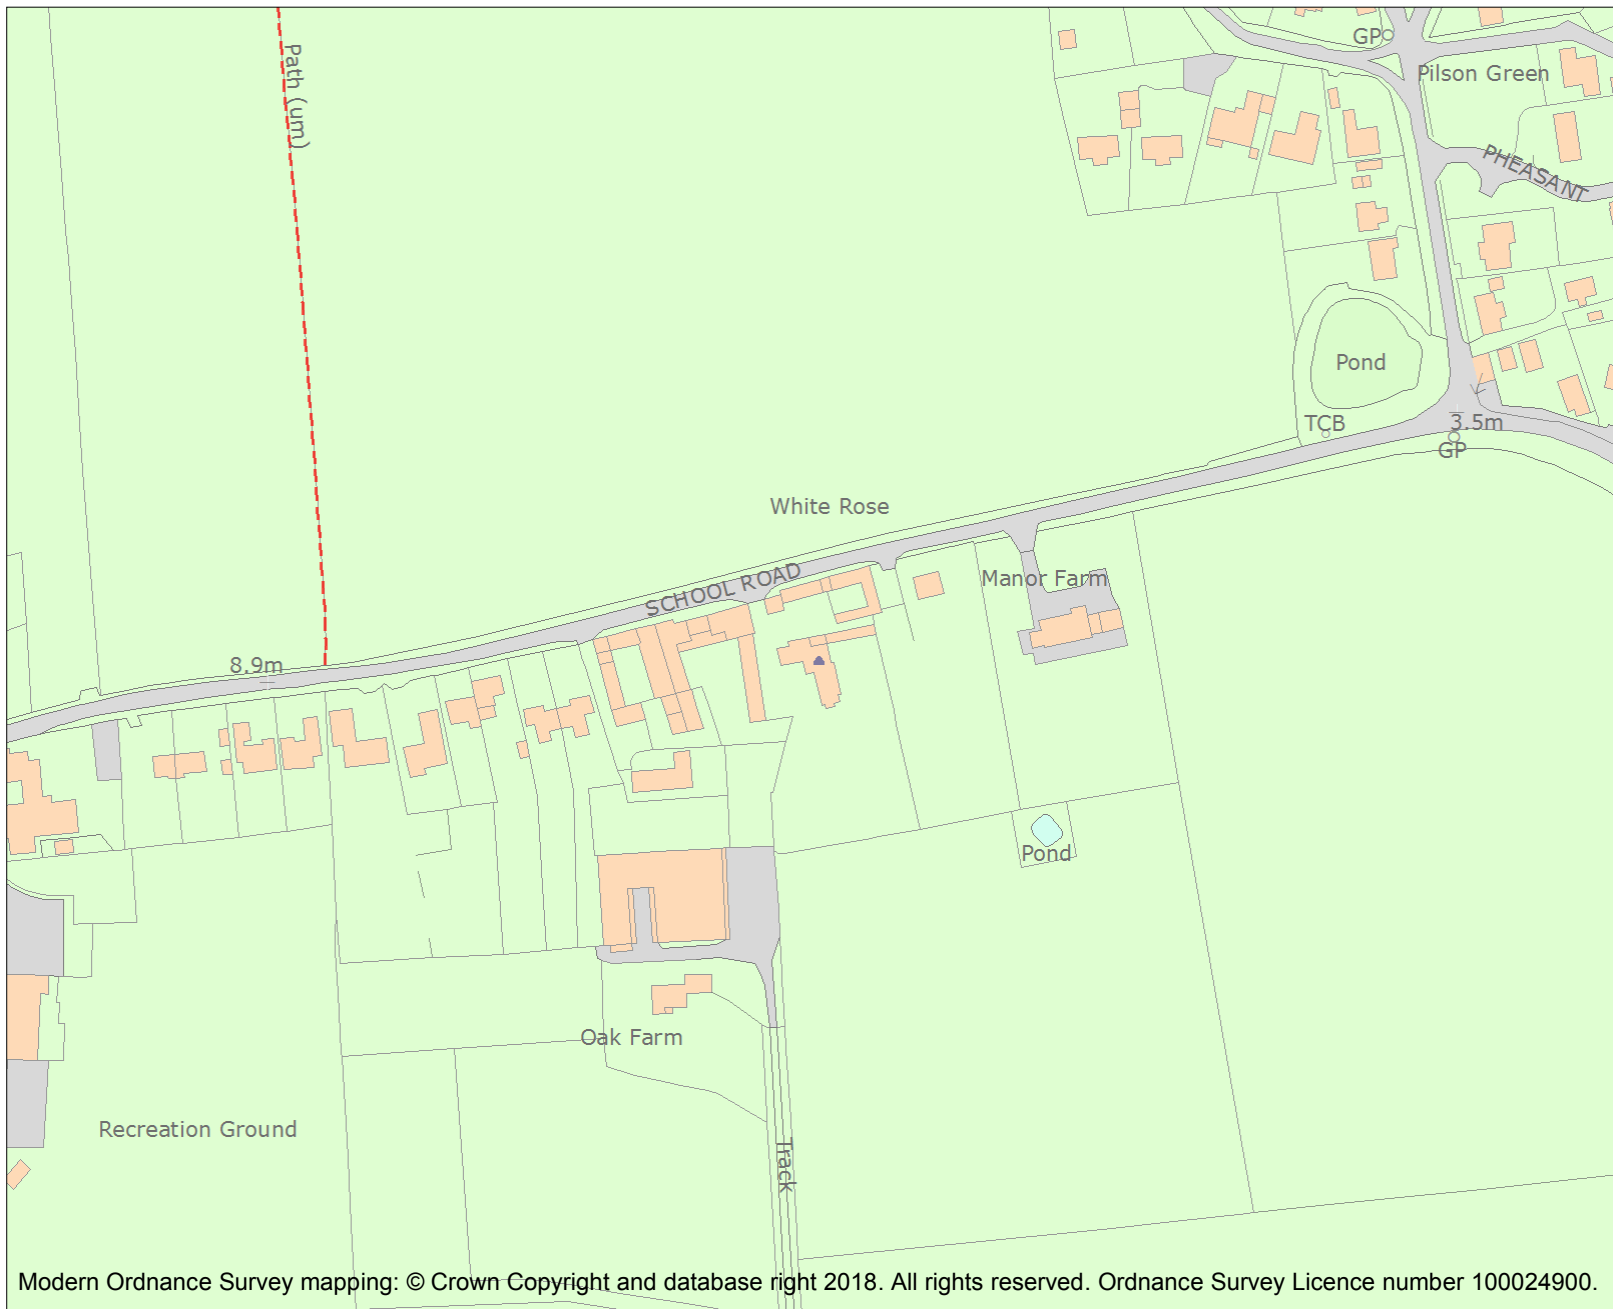 GP
Path (um)
Pilson Green
PHEASANT
Pond
TCB
3.5m
GP
White Rose
SCHOOL ROAD
Manor Farm
8.9m
Pond
Oak Farm
Recreation Ground
Track
Modern Ordnance Survey mapping: © Crown Copyright and database right 2018. All rights reserved. Ordnance Survey Licence number 100024900.